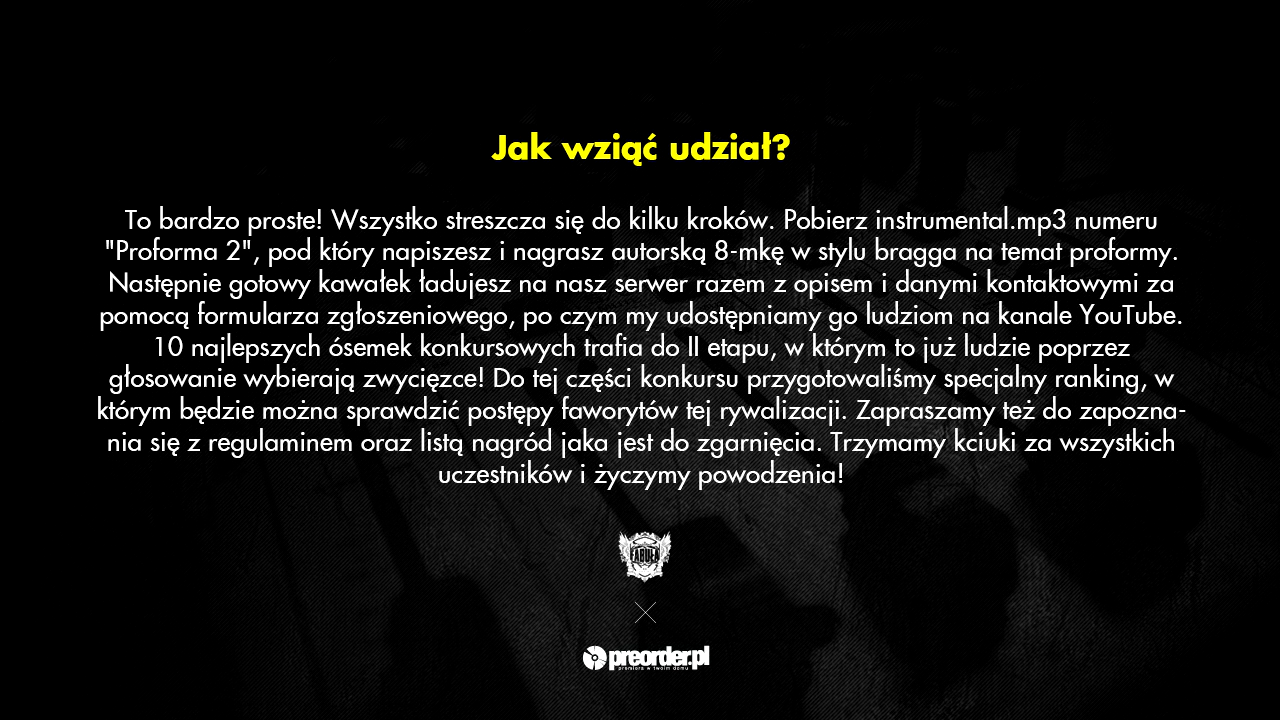 Jak wziąć udział?
To bardzo proste! Wszystko streszcza się do kilku kroków. Pobierz instrumental.mp3 numeru
"Proforma 2", pod który napiszesz i nagrasz autorską 8-mkę w stylu bragga na temat proformy.
Następnie gotowy kawałek ładujesz na nasz serwer razem z opisem i danymi kontaktowymi za
pomocą formularza zgłoszeniowego, po czym my udostępniamy go ludziom na kanale YouTube.
10 najlepszych ósemek konkursowych trafia do II etapu, w którym to już ludzie poprzez
głosowanie wybierają zwycięzce! Do tej części konkursu przygotowaliśmy specjalny ranking, w
którym będzie można sprawdzić postępy faworytów tej rywalizacji. Zapraszamy też do zapozna-
nia się z regulaminem oraz listą nagród jaka jest do zgarnięcia. Trzymamy kciuki za wszystkich
uczestników i życzymy powodzenia!
FABUŁA
preorder.pl
premiera w twoim domu